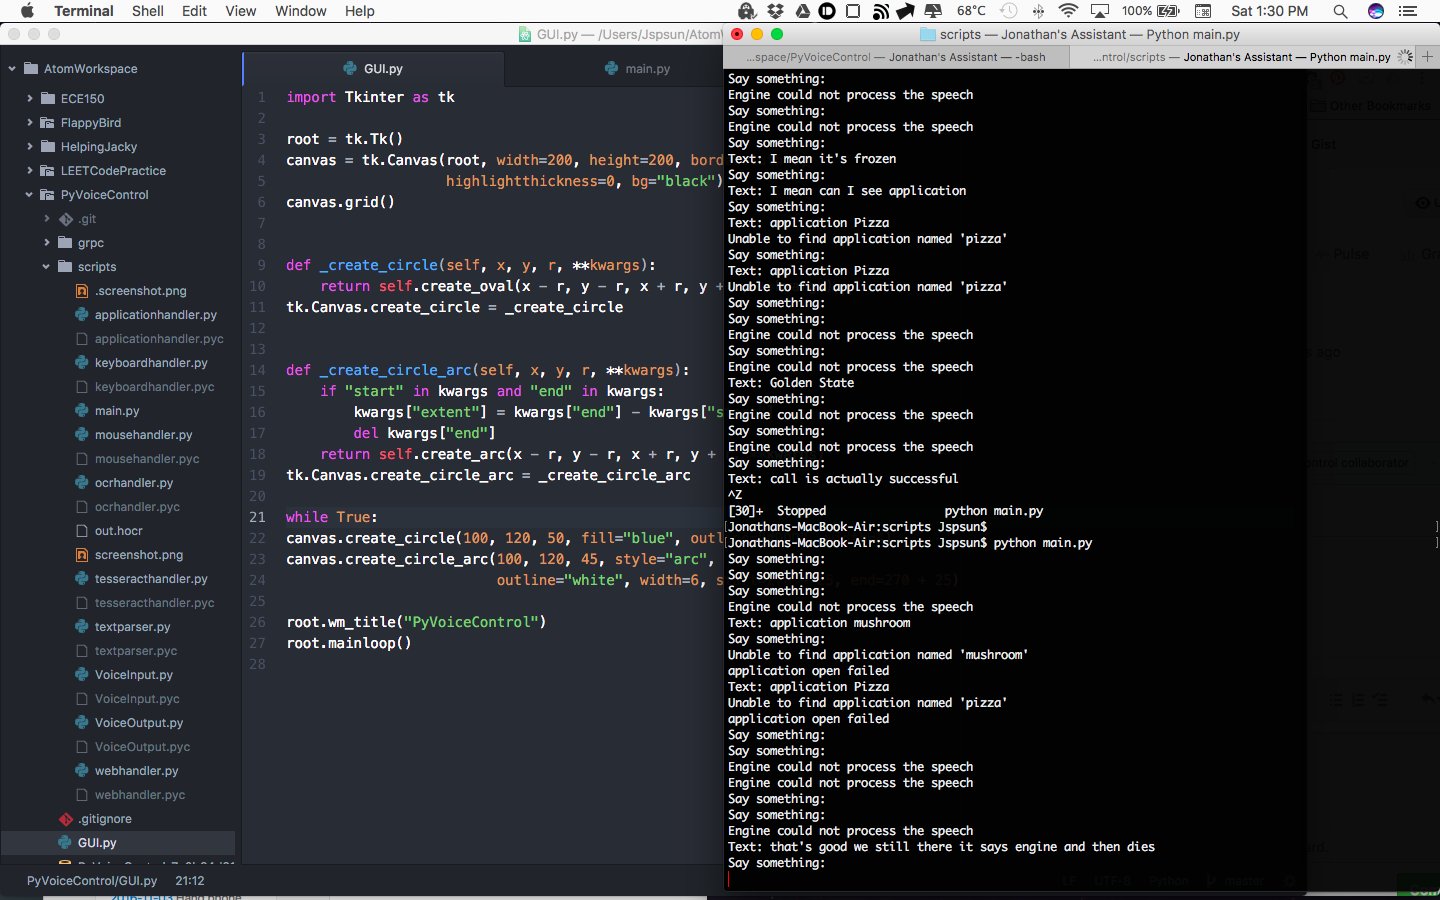 Terminal Shell Edit View Window Help 68°C 100% Sat 1:30 PM
GUI.py — /Users/Jspsun/AtomW
scripts — Jonathan's Assistant — Python main.py
...space/PyVoiceControl — Jonathan's Assistant — -bash
...ntrol/scripts — Jonathan's Assistant — Python main.py
AtomWorkspace
ECE150
FlappyBird
HelpingJacky
LEETCodePractice
PyVoiceControl
.git
grpc
scripts
.screenshot.png
applicationhandler.py
applicationhandler.pyc
keyboardhandler.py
keyboardhandler.pyc
main.py
mousehandler.py
mousehandler.pyc
ocrhandler.py
ocrhandler.pyc
out.hocr
screenshot.png
tesseracthandler.py
tesseracthandler.pyc
textparser.py
textparser.pyc
VoiceInput.py
VoiceInput.pyc
VoiceOutput.py
VoiceOutput.pyc
webhandler.py
webhandler.pyc
.gitignore
GUI.py
PyVoiceControl/GUI.py 21:12
GUI.py main.py
1 import Tkinter as tk
2
3 root = tk.Tk()
4 canvas = tk.Canvas(root, width=200, height=200, bord
5 highlightthickness=0, bg="black")
6 canvas.grid()
7
8
9 def _create_circle(self, x, y, r, **kwargs):
10 return self.create_oval(x - r, y - r, x + r, y +
11 tk.Canvas.create_circle = _create_circle
12
13
14 def _create_circle_arc(self, x, y, r, **kwargs):
15 if "start" in kwargs and "end" in kwargs:
16 kwargs["extent"] = kwargs["end"] - kwargs["s
17 del kwargs["end"]
18 return self.create_arc(x - r, y - r, x + r, y +
19 tk.Canvas.create_circle_arc = _create_circle_arc
20
21 while True:
22 canvas.create_circle(100, 120, 50, fill="blue", outl
23 canvas.create_circle_arc(100, 120, 45, style="arc",
24 outline="white", width=6, s
25
26 root.wm_title("PyVoiceControl")
27 root.mainloop()
28
Say something:
Engine could not process the speech
Say something:
Engine could not process the speech
Say something:
Text: I mean it's frozen
Say something:
Text: I mean can I see application
Say something:
Text: application Pizza
Unable to find application named 'pizza'
Say something:
Text: application Pizza
Unable to find application named 'pizza'
Say something:
Say something:
Engine could not process the speech
Say something:
Engine could not process the speech
Text: Golden State
Say something:
Engine could not process the speech
Say something:
Engine could not process the speech
Say something:
Text: call is actually successful
^Z
[30]+ Stopped python main.py
[Jonathans-MacBook-Air:scripts Jspsun$ ]
[Jonathans-MacBook-Air:scripts Jspsun$ python main.py ]
Say something:
Say something:
Say something:
Engine could not process the speech
Text: application mushroom
Say something:
Unable to find application named 'mushroom'
application open failed
Text: application Pizza
Unable to find application named 'pizza'
application open failed
Say something:
Say something:
Engine could not process the speech
Engine could not process the speech
Say something:
Say something:
Engine could not process the speech
Text: that's good we still there it says engine and then dies
Say something:
Other Bookmarks
Gist
Pulse
ago
collaborator
5, end=270 + 25)
LF UTF-8 Python master